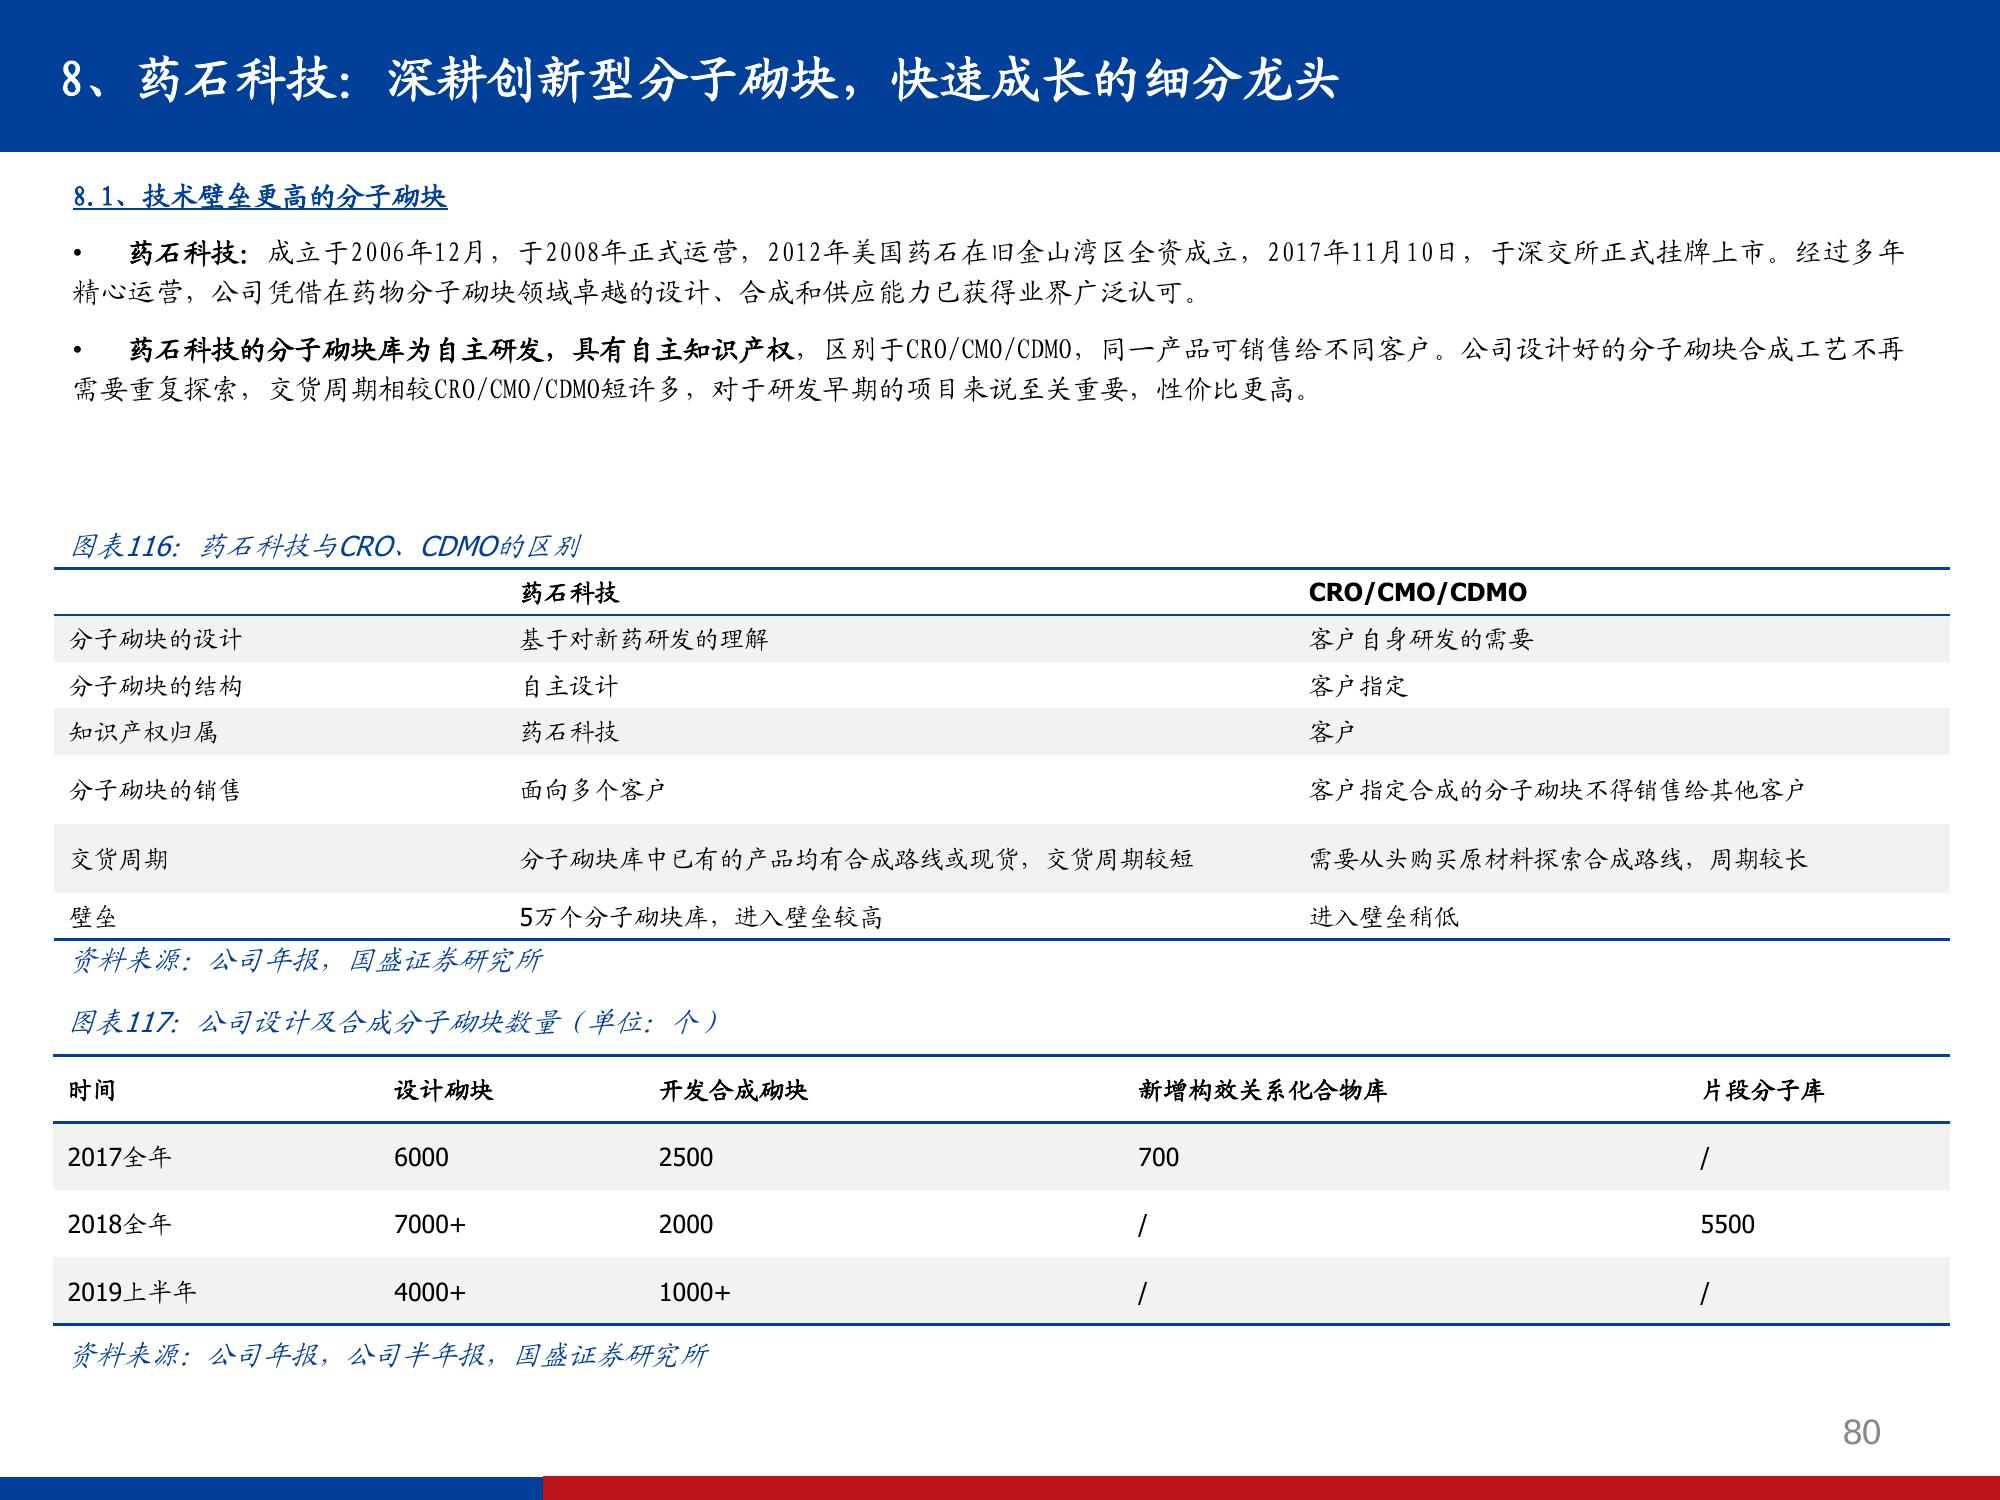 8、药石科技：深耕创新型分子砌块，快速成长的细分龙头
8.1、技术壁垒更高的分子砌块
• 药石科技：成立于2006年12月，于2008年正式运营，2012年美国药石在旧金山湾区全资成立，2017年11月10日，于深交所正式挂牌上市。经过多年
精心运营，公司凭借在药物分子砌块领域卓越的设计、合成和供应能力已获得业界广泛认可。
• 药石科技的分子砌块库为自主研发，具有自主知识产权，区别于CRO/CMO/CDMO，同一产品可销售给不同客户。公司设计好的分子砌块合成工艺不再
需要重复探索，交货周期相较CRO/CMO/CDMO短许多，对于研发早期的项目来说至关重要，性价比更高。
图表116：药石科技与CRO、CDMO的区别
药石科技 CRO/CMO/CDMO
分子砌块的设计 基于对新药研发的理解 客户自身研发的需要
分子砌块的结构 自主设计 客户指定
知识产权归属 药石科技 客户
分子砌块的销售 面向多个客户 客户指定合成的分子砌块不得销售给其他客户
交货周期 分子砌块库中已有的产品均有合成路线或现货，交货周期较短 需要从头购买原材料探索合成路线，周期较长
壁垒 5万个分子砌块库，进入壁垒较高 进入壁垒稍低
资料来源：公司年报，国盛证券研究所
图表117：公司设计及合成分子砌块数量（单位：个）
时间 设计砌块 开发合成砌块 新增构效关系化合物库 片段分子库
2017全年 6000 2500 700 /
2018全年 7000+ 2000 / 5500
2019上半年 4000+ 1000+ / /
资料来源：公司年报，公司半年报，国盛证券研究所
80